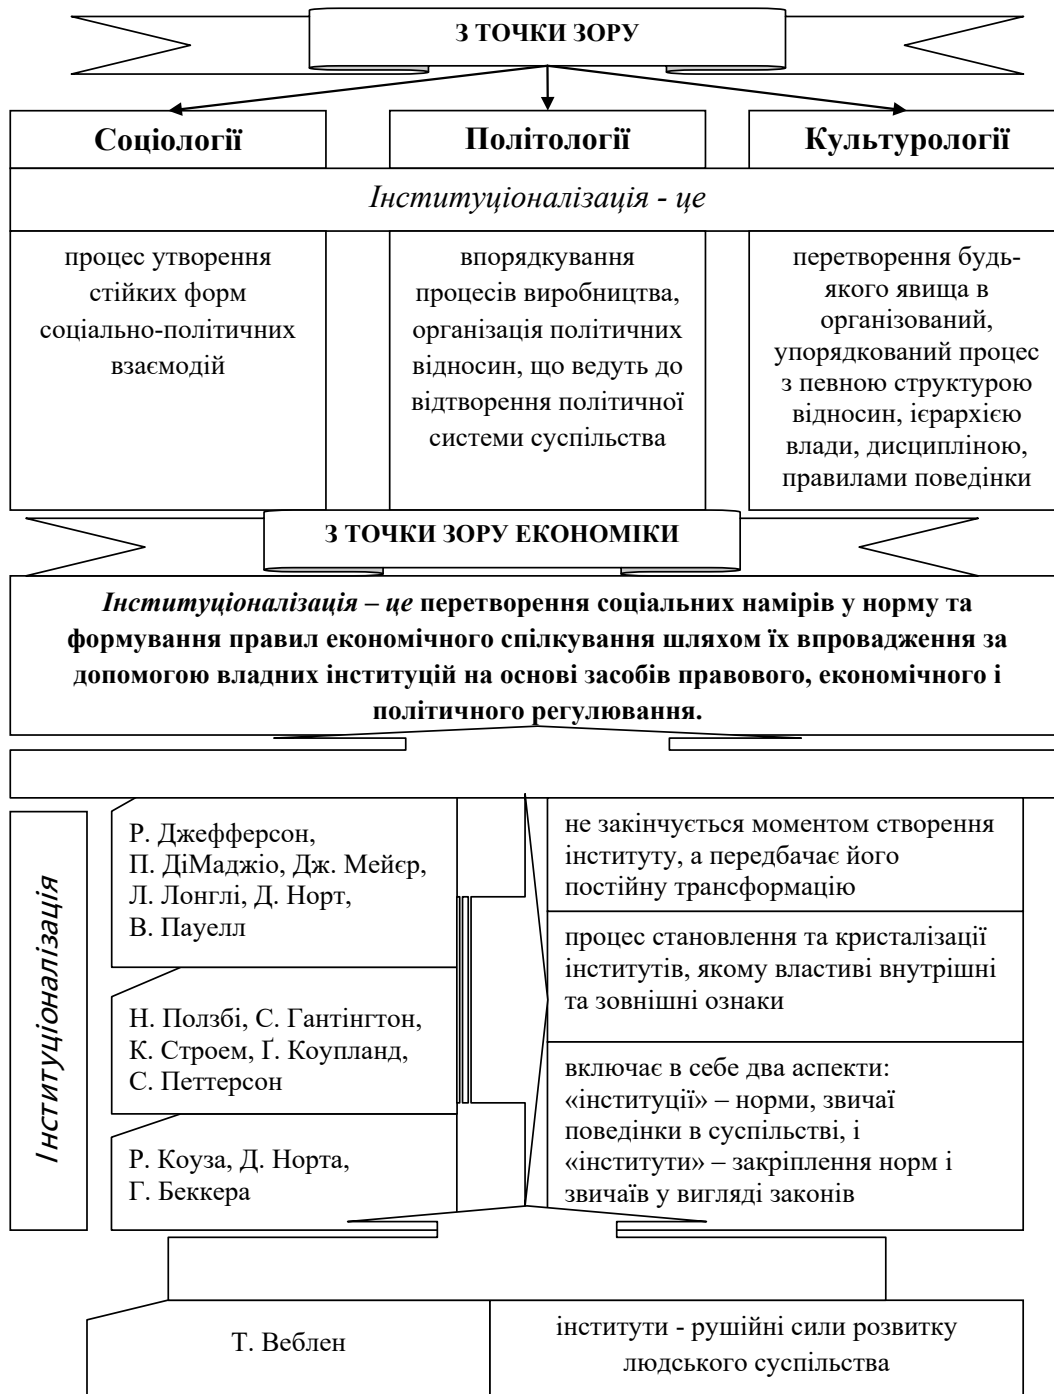 З ТОЧКИ ЗОРУ
Соціології
Політології
Культурології
Інституціоналізація - це
процес утворення
стійких форм
соціально-політичних
взаємодій
впорядкування
процесів виробництва,
організація політичних
відносин, що ведуть до
відтворення політичної
системи суспільства
перетворення будь-
якого явища в
організований,
упорядкований процес
з певною структурою
відносин, ієрархією
влади, дисципліною,
правилами поведінки
З ТОЧКИ ЗОРУ ЕКОНОМІКИ
Інституціоналізація – це перетворення соціальних намірів у норму та
формування правил економічного спілкування шляхом їх впровадження за
допомогою владних інституцій на основі засобів правового, економічного і
політичного регулювання.
Інституціоналізація
Р. Джефферсон,
П. ДіМаджіо, Дж. Мейєр,
Л. Лонглі, Д. Норт,
В. Пауелл
не закінчується моментом створення
інституту, а передбачає його
постійну трансформацію
Н. Ползбі, С. Гантінгтон,
К. Строем, Ґ. Коупланд,
С. Петтерсон
процес становлення та кристалізації
інститутів, якому властиві внутрішні
та зовнішні ознаки
Р. Коуза, Д. Норта,
Г. Беккера
включає в себе два аспекти:
«інституції» – норми, звичаї
поведінки в суспільстві, і
«інститути» – закріплення норм і
звичаїв у вигляді законів
Т. Веблен
інститути - рушійні сили розвитку
людського суспільства